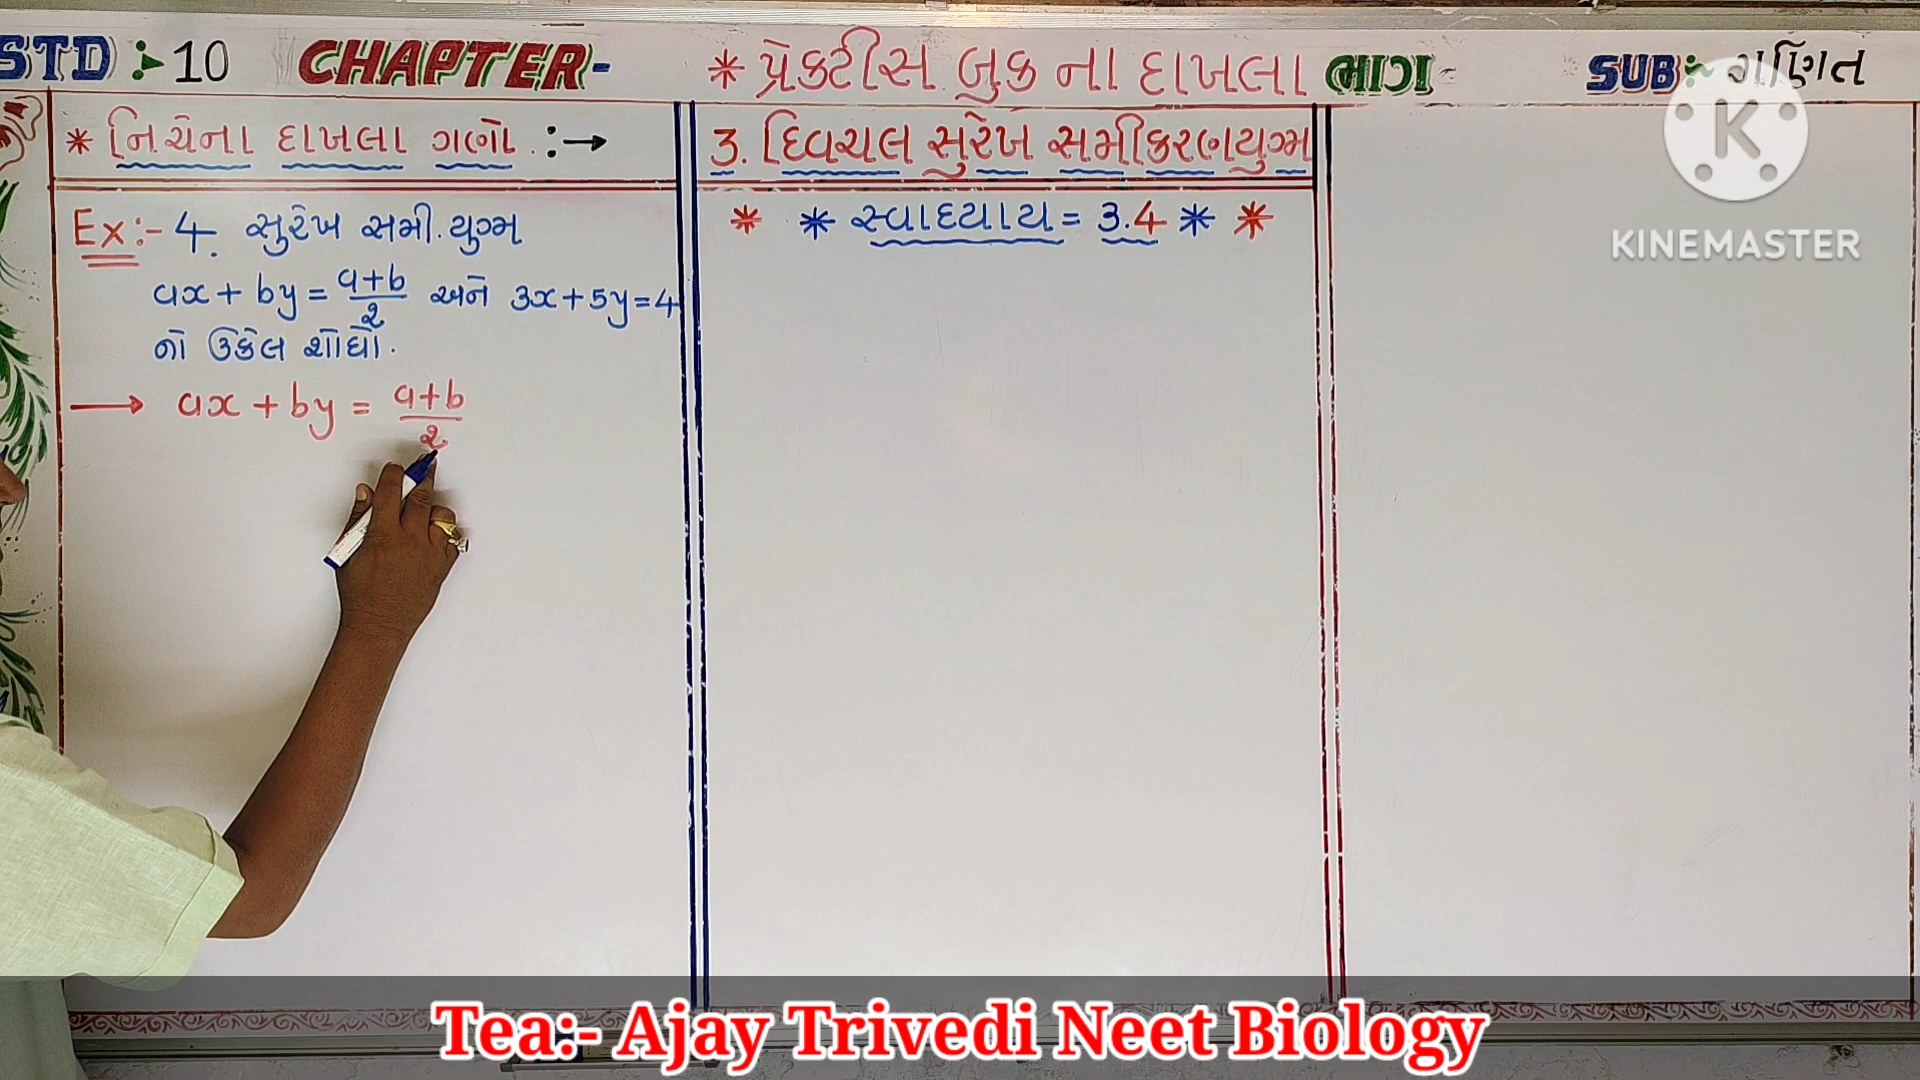 STD :- 10 CHAPTER- * પ્રેકટીસ બુક ના દાખલા ભાગ - SUB:- ગણિત
* નિચેના દાખલા ગણો :→
3. દ્વિચલ સુરેખ સમીકરણયુગ્મ
Ex:- 4. સુરેખ સમી. યુગ્મ
ax + by = a+b/2 અને 3x+5y=4
નો ઉકેલ શોધો.
→ ax + by = a+b/2
* * સ્વાધ્યાય = 3.4 * *
K
KINEMASTER
Tea:- Ajay Trivedi Neet Biology